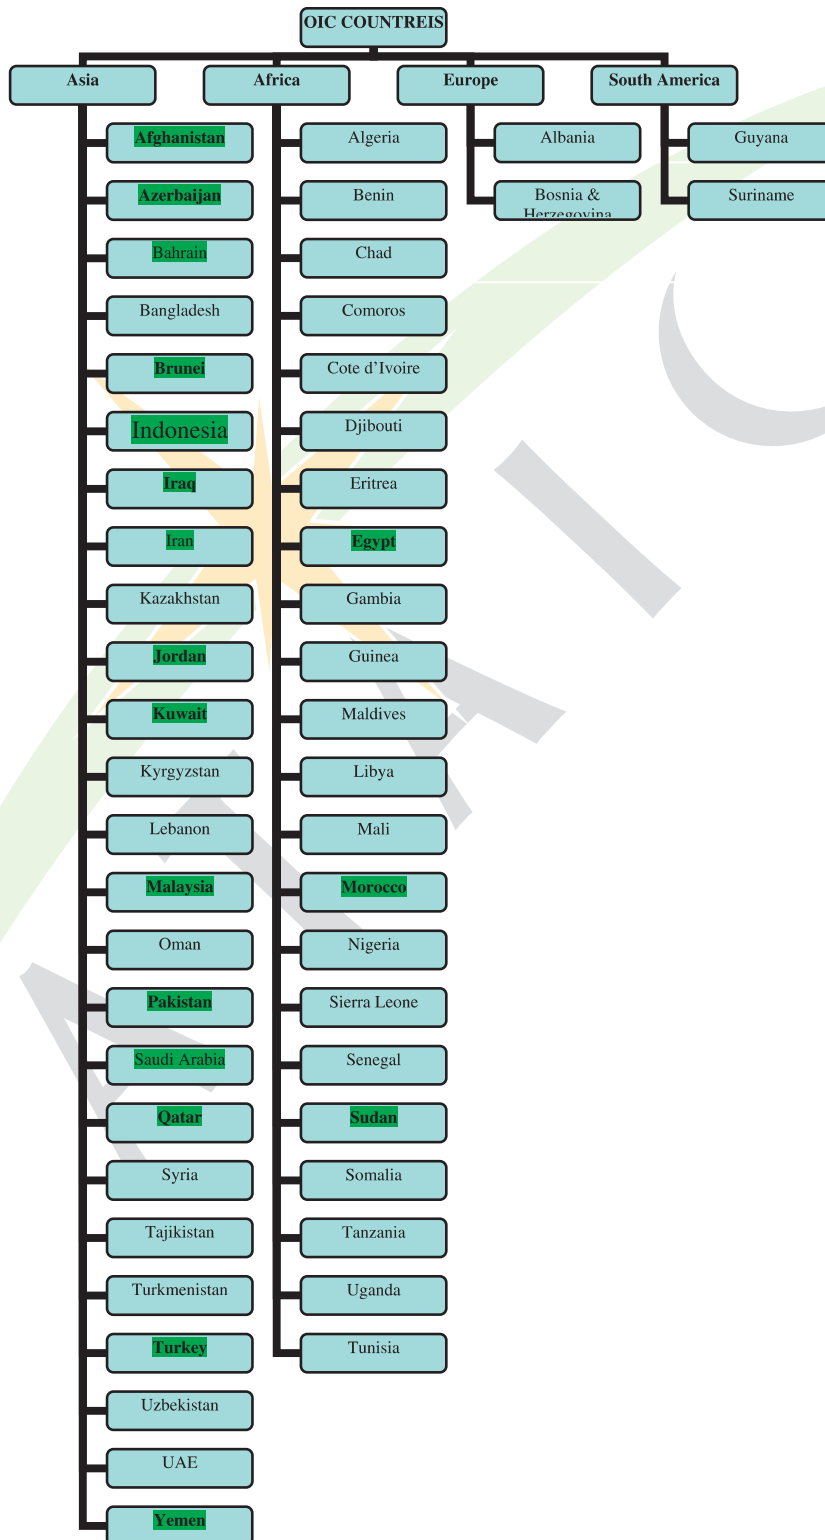 OIC COUNTREIS
Asia
Afghanistan
Azerbaijan
Bahrain
Bangladesh
Brunei
Indonesia
Iraq
Iran
Kazakhstan
Jordan
Kuwait
Kyrgyzstan
Lebanon
Malaysia
Oman
Pakistan
Saudi Arabia
Qatar
Syria
Tajikistan
Turkmenistan
Turkey
Uzbekistan
UAE
Yemen
Africa
Algeria
Benin
Chad
Comoros
Cote d’Ivoire
Djibouti
Eritrea
Egypt
Gambia
Guinea
Maldives
Libya
Mali
Morocco
Nigeria
Sierra Leone
Senegal
Sudan
Somalia
Tanzania
Uganda
Tunisia
Europe
Albania
Bosnia &
Herzegovina
South America
Guyana
Suriname